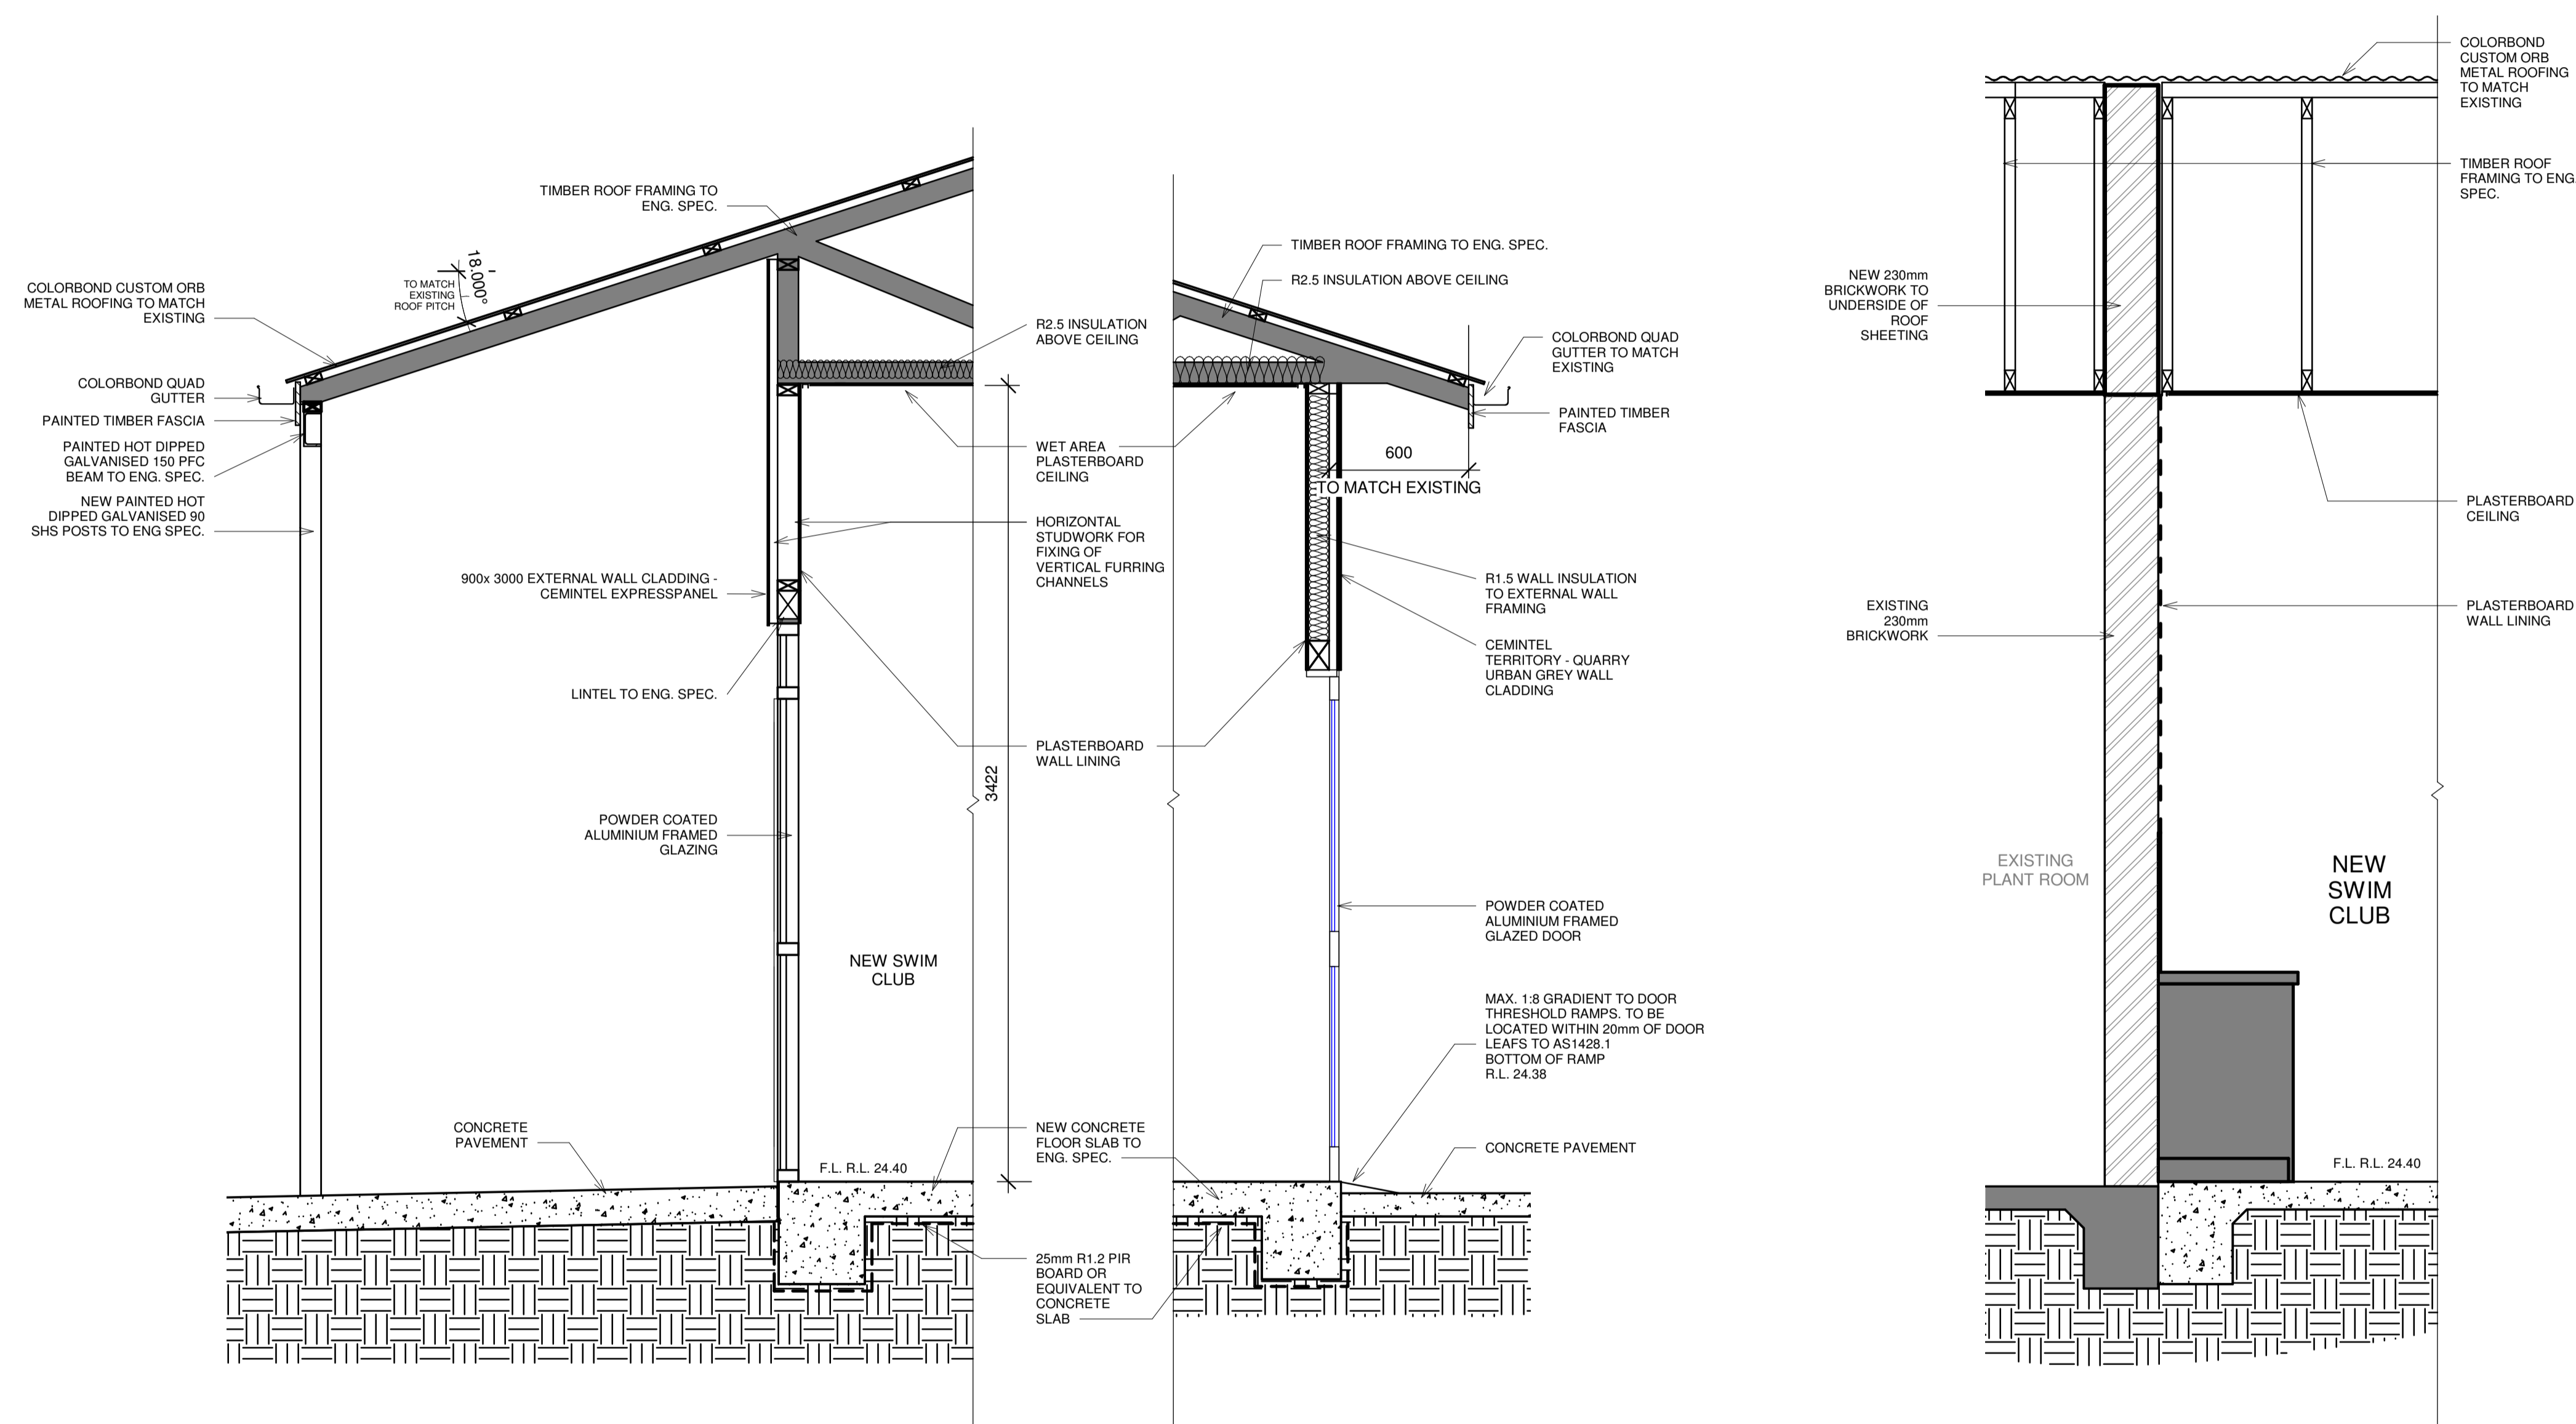 TIMBER ROOF FRAMING TO
ENG. SPEC.
18.000°
TO MATCH
EXISTING
ROOF PITCH
COLORBOND CUSTOM ORB
METAL ROOFING TO MATCH
EXISTING
COLORBOND QUAD
GUTTER
PAINTED TIMBER FASCIA
PAINTED HOT DIPPED
GALVANISED 150 PFC
BEAM TO ENG. SPEC.
NEW PAINTED HOT
DIPPED GALVANISED 90
SHS POSTS TO ENG SPEC.
900x 3000 EXTERNAL WALL CLADDING -
CEMINTEL EXPRESSPANEL
LINTEL TO ENG. SPEC.
POWDER COATED
ALUMINIUM FRAMED
GLAZING
NEW SWIM
CLUB
CONCRETE
PAVEMENT
F.L. R.L. 24.40
3422
R2.5 INSULATION
ABOVE CEILING
WET AREA
PLASTERBOARD
CEILING
HORIZONTAL
STUDWORK FOR
FIXING OF
VERTICAL FURRING
CHANNELS
PLASTERBOARD
WALL LINING
NEW CONCRETE
FLOOR SLAB TO
ENG. SPEC.
25mm R1.2 PIR
BOARD OR
EQUIVALENT TO
CONCRETE
SLAB
TIMBER ROOF FRAMING TO ENG. SPEC.
R2.5 INSULATION ABOVE CEILING
COLORBOND QUAD
GUTTER TO MATCH
EXISTING
PAINTED TIMBER
FASCIA
600
TO MATCH EXISTING
R1.5 WALL INSULATION
TO EXTERNAL WALL
FRAMING
CEMINTEL
TERRITORY - QUARRY
URBAN GREY WALL
CLADDING
POWDER COATED
ALUMINIUM FRAMED
GLAZED DOOR
MAX. 1:8 GRADIENT TO DOOR
THRESHOLD RAMPS. TO BE
LOCATED WITHIN 20mm OF DOOR
LEAFS TO AS1428.1
BOTTOM OF RAMP
R.L. 24.38
CONCRETE PAVEMENT
NEW 230mm
BRICKWORK TO
UNDERSIDE OF
ROOF
SHEETING
EXISTING
230mm
BRICKWORK
EXISTING
PLANT ROOM
COLORBOND
CUSTOM ORB
METAL ROOFING
TO MATCH
EXISTING
TIMBER ROOF
FRAMING TO ENG.
SPEC.
PLASTERBOARD
CEILING
PLASTERBOARD
WALL LINING
NEW
SWIM
CLUB
F.L. R.L. 24.40